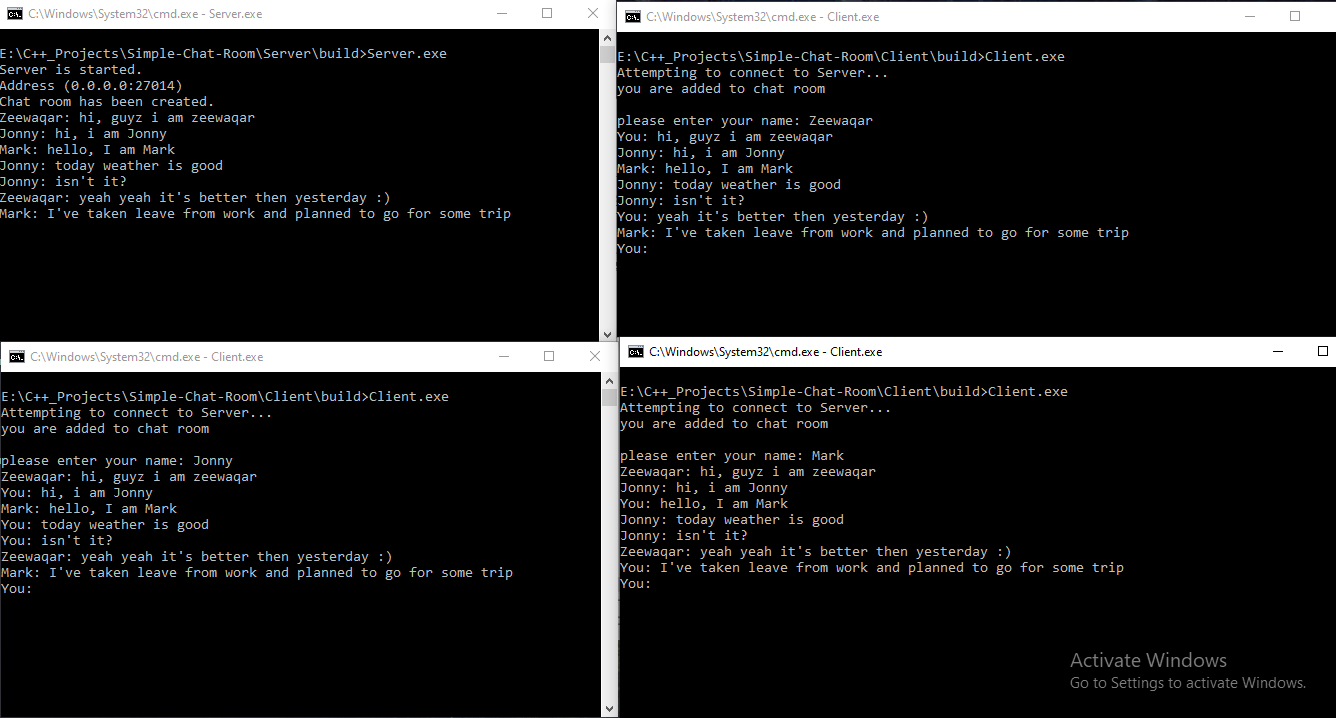 C:\Windows\System32\cmd.exe - Server.exe
E:\C++_Projects\Simple-Chat-Room\Server\build>Server.exe
Server is started.
Address (0.0.0.0:27014)
Chat room has been created.
Zeewaqar: hi, guyz i am zeewaqar
Jonny: hi, i am Jonny
Mark: hello, I am Mark
Jonny: today weather is good
Jonny: isn't it?
Zeewaqar: yeah yeah it's better then yesterday :)
Mark: I've taken leave from work and planned to go for some trip
C:\Windows\System32\cmd.exe - Client.exe
E:\C++_Projects\Simple-Chat-Room\Client\build>Client.exe
Attempting to connect to Server...
you are added to chat room
please enter your name: Zeewaqar
You: hi, guyz i am zeewaqar
Jonny: hi, i am Jonny
Mark: hello, I am Mark
Jonny: today weather is good
Jonny: isn't it?
You: yeah it's better then yesterday :)
Mark: I've taken leave from work and planned to go for some trip
You:
C:\Windows\System32\cmd.exe - Client.exe
E:\C++_Projects\Simple-Chat-Room\Client\build>Client.exe
Attempting to connect to Server...
you are added to chat room
please enter your name: Jonny
Zeewaqar: hi, guyz i am zeewaqar
You: hi, i am Jonny
Mark: hello, I am Mark
You: today weather is good
You: isn't it?
Zeewaqar: yeah yeah it's better then yesterday :)
Mark: I've taken leave from work and planned to go for some trip
You:
C:\Windows\System32\cmd.exe - Client.exe
E:\C++_Projects\Simple-Chat-Room\Client\build>Client.exe
Attempting to connect to Server...
you are added to chat room
please enter your name: Mark
Zeewaqar: hi, guyz i am zeewaqar
Jonny: hi, i am Jonny
You: hello, I am Mark
Jonny: today weather is good
Jonny: isn't it?
Zeewaqar: yeah yeah it's better then yesterday :)
You: I've taken leave from work and planned to go for some trip
You:
Activate Windows
Go to Settings to activate Windows.